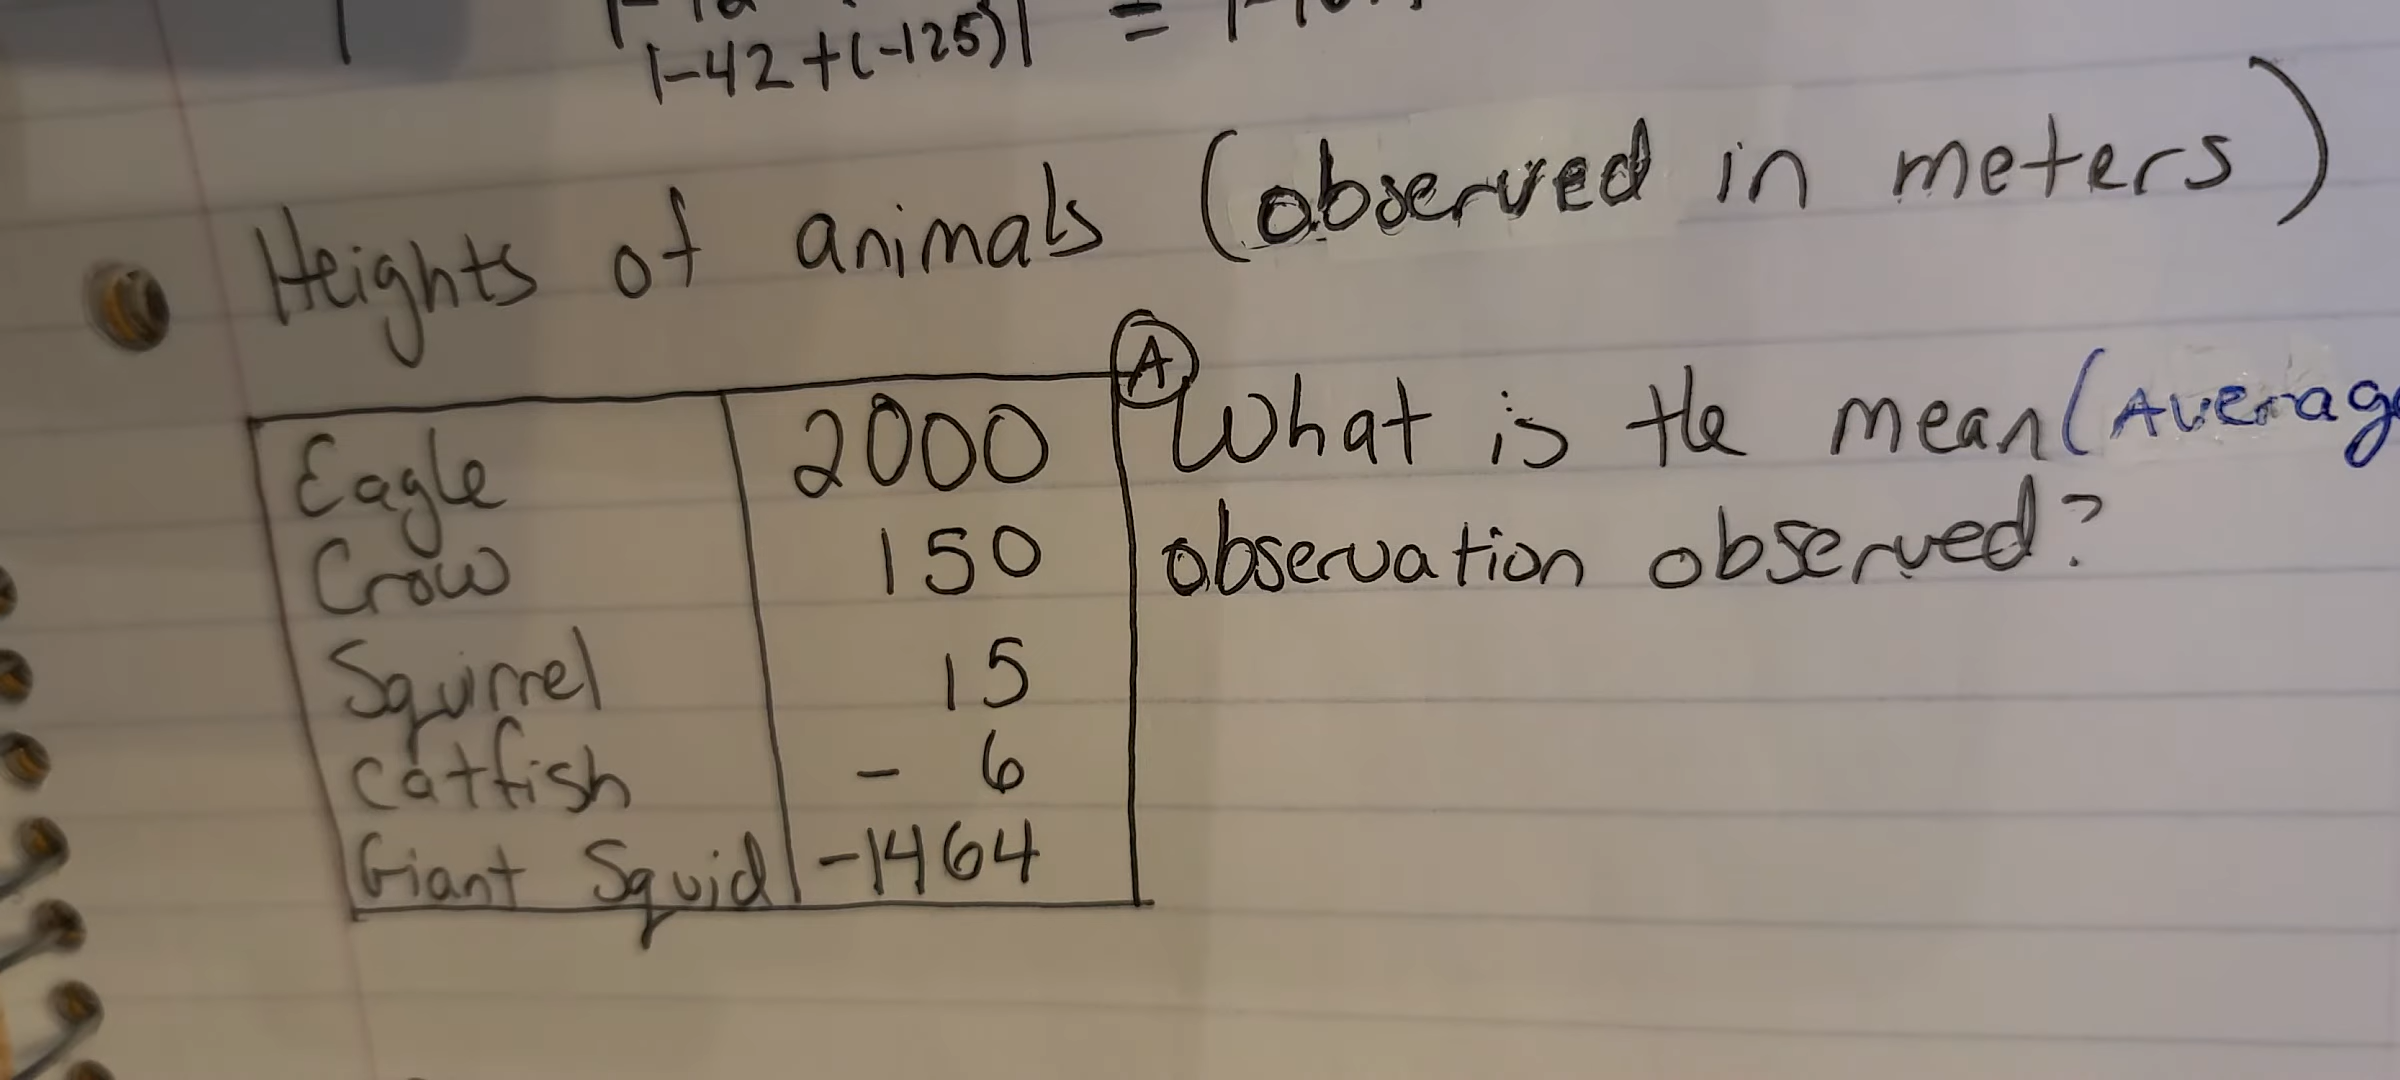 |-42+(-125)| =
Heights of animals (observed in meters)
Eagle 2000
Crow 150
Squirrel 15
catfish - 6
Giant Squid -1464
A What is the mean (Average
observation observed?